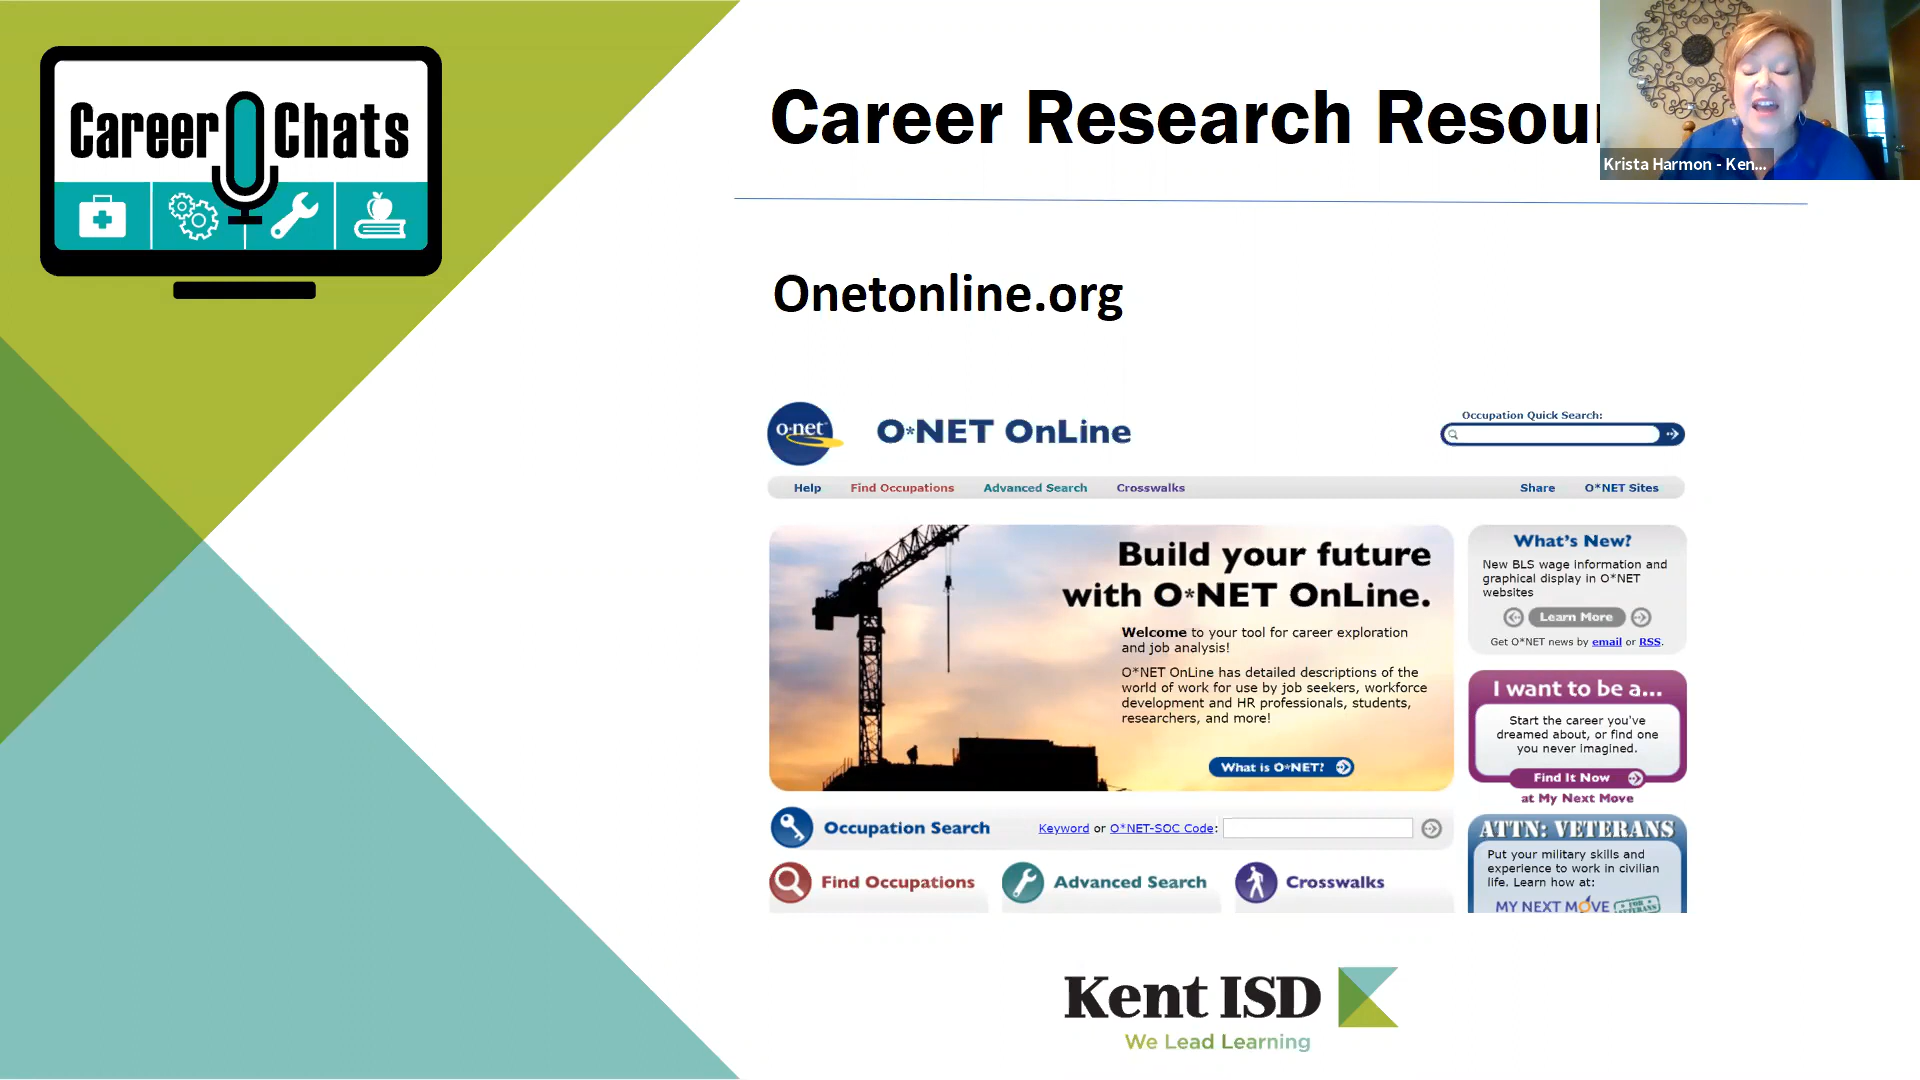 Career Chats
Career Research Resou
Krista Harmon - Ken...
Onetonline.org
o·net
O*NET OnLine
Occupation Quick Search:
Help
Find Occupations
Advanced Search
Crosswalks
Share
O*NET Sites
Build your future
with O*NET OnLine.
Welcome to your tool for career exploration
and job analysis!
O*NET OnLine has detailed descriptions of the
world of work for use by job seekers, workforce
development and HR professionals, students,
researchers, and more!
What is O*NET?
What's New?
New BLS wage information and
graphical display in O*NET
websites
Learn More
Get O*NET news by email or RSS.
I want to be a...
Start the career you've
dreamed about, or find one
you never imagined.
Find It Now
at My Next Move
Occupation Search
Keyword or O*NET-SOC Code:
Find Occupations
Advanced Search
Crosswalks
ATTN: VETERANS
Put your military skills and
experience to work in civilian
life. Learn how at:
MY NEXT MOVE
FOR
VETERANS
Kent ISD
We Lead Learning